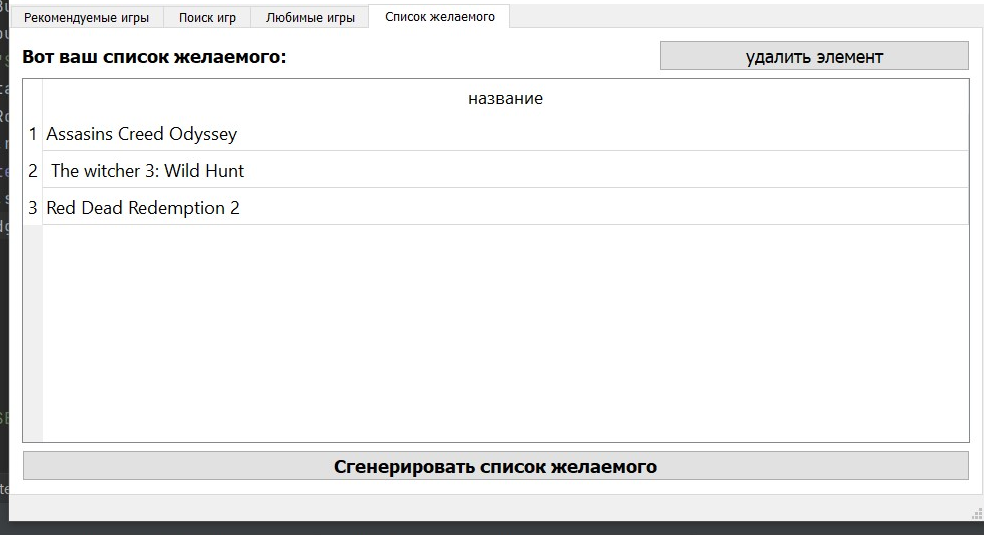 Рекомендуемые игры Поиск игр Любимые игры Список желаемого
Вот ваш список желаемого: удалить элемент
название
1 Assasins Creed Odyssey
2 The witcher 3: Wild Hunt
3 Red Dead Redemption 2
Сгенерировать список желаемого